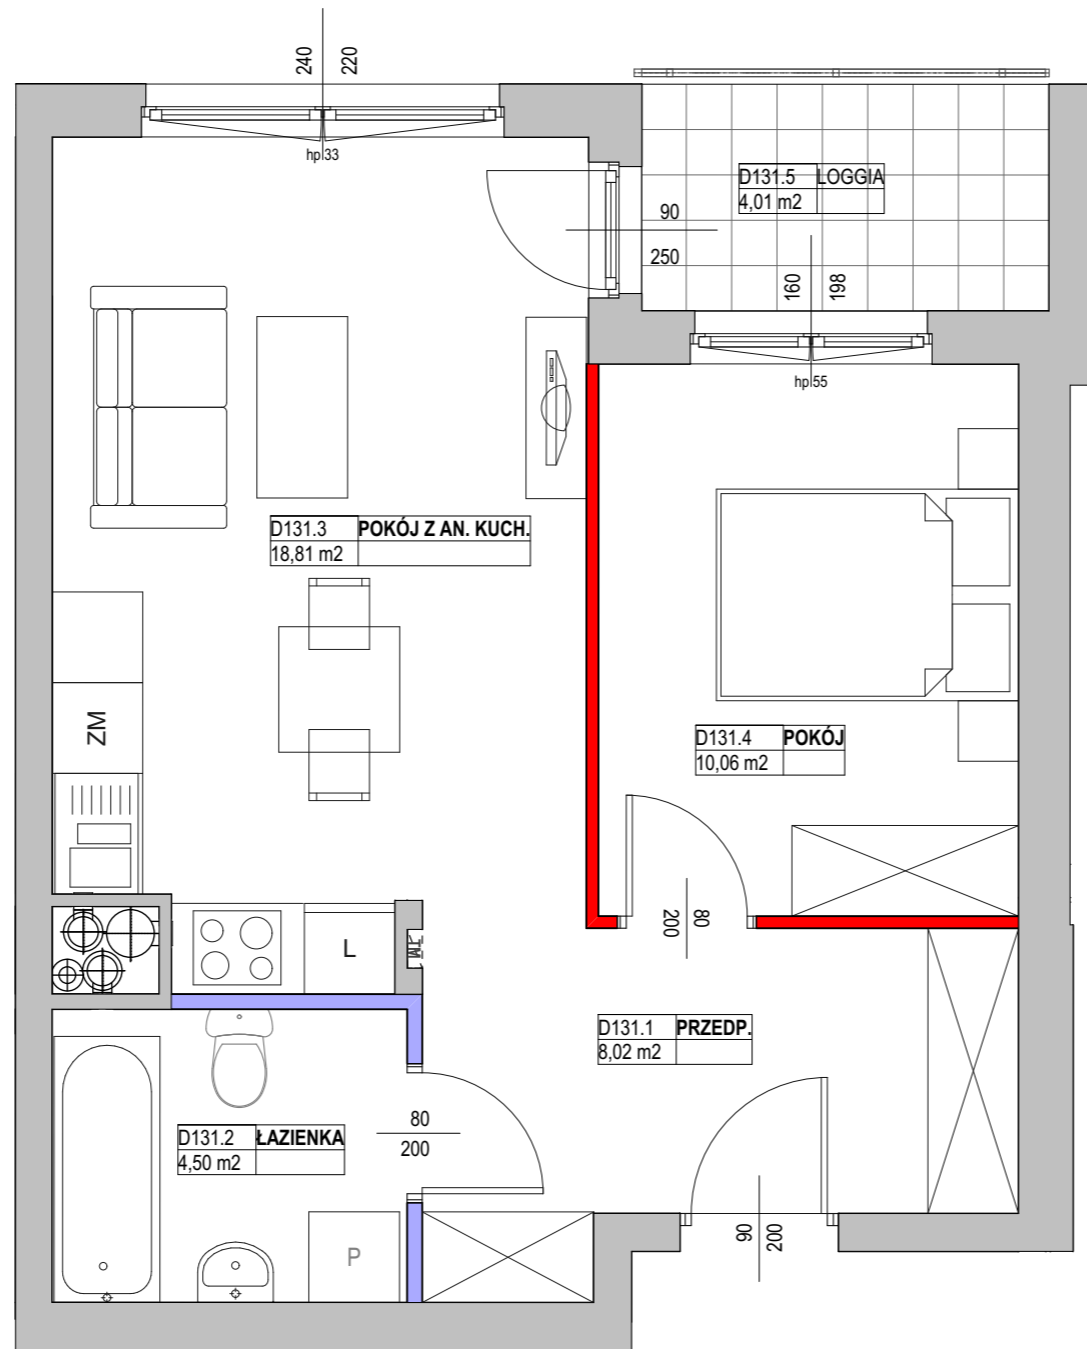 240
220
hp 33
D131.5 LOGGIA
4,01 m2
90
250
160
198
hp 55
D131.3 POKÓJ Z AN. KUCH.
18,81 m2
ZM
D131.4 POKÓJ
10,06 m2
80
200
L
TM
D131.1 PRZEDP.
8,02 m2
80
200
D131.2 ŁAZIENKA
4,50 m2
90
200
P